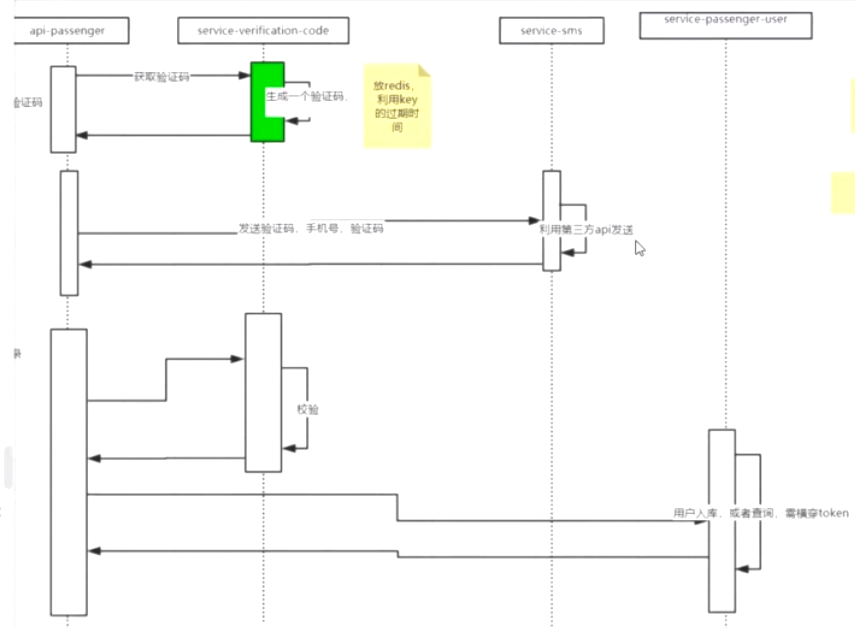 api-passenger
service-verification-code
service-sms
service-passenger-user
获取验证码
验证码
生成一个验证码，
放redis，
利用key
的过期时
间
发送验证码，手机号，验证码
利用第三方api发送
校验
用户入库，或者查询，需横穿token